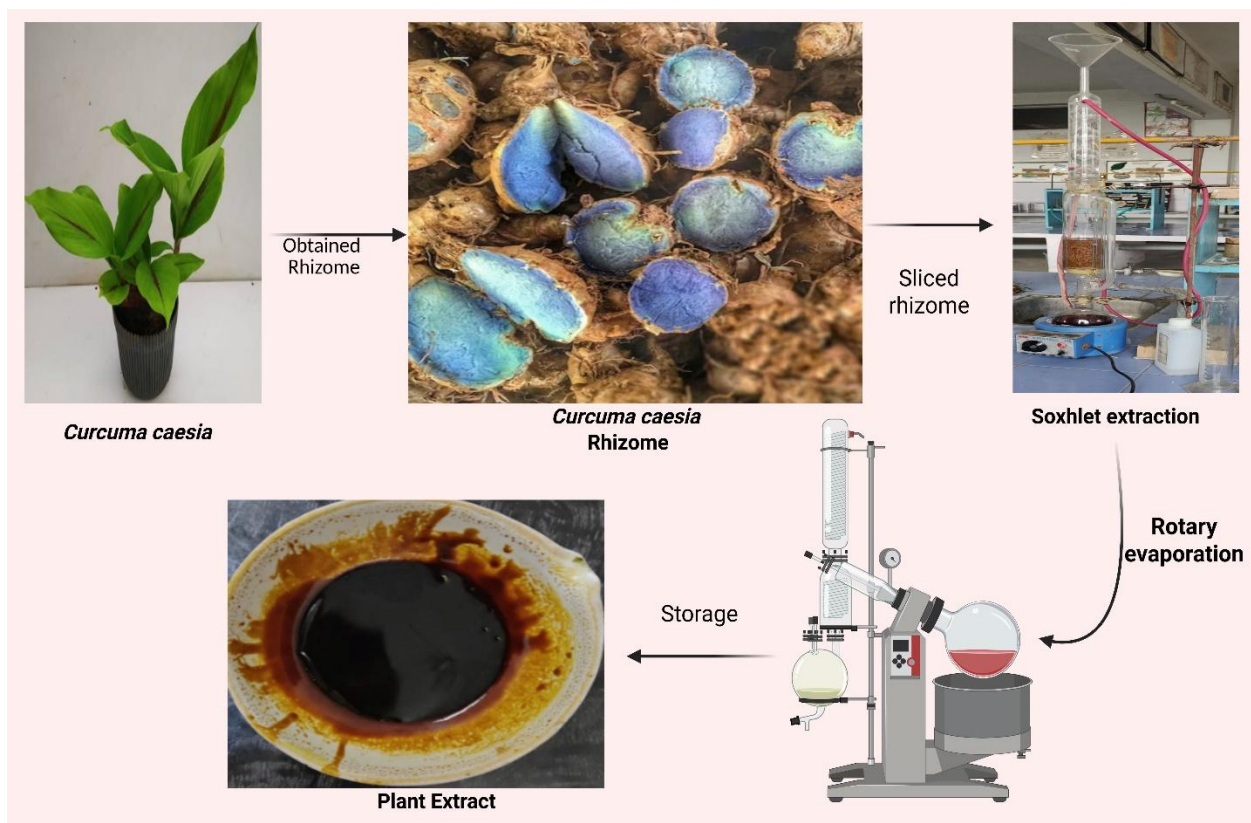 Obtained
Rhizome
Sliced
rhizome
Curcuma caesia
Curcuma caesia
Rhizome
Soxhlet extraction
Rotary
evaporation
Storage
Plant Extract